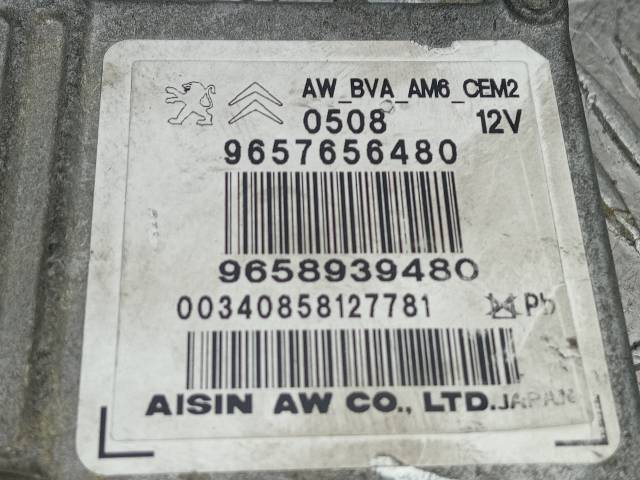 AW_BVA_AM6_CEM2
0508 12V
9657656480
9658939480
00340858127781 Pb
AISIN AW CO., LTD. JAPAN